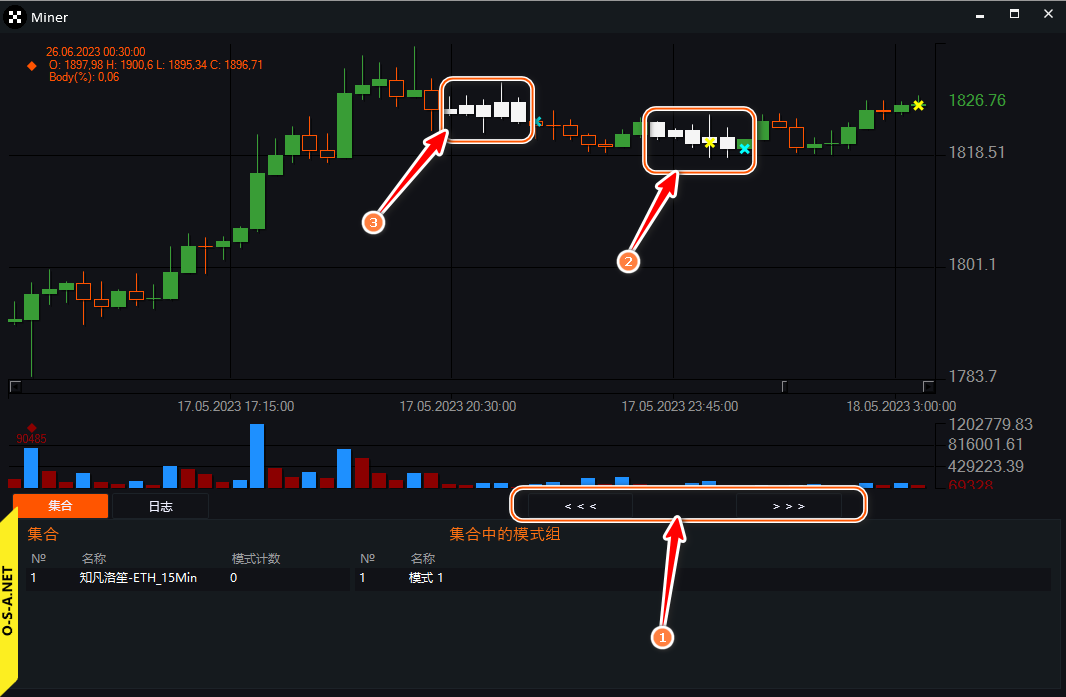 Miner
26.06.2023 00:30:00
O: 1897,98 H: 1900,6 L: 1895,34 C: 1896,71
Body(%): 0,06
1826.76
1818.51
1801.1
1783.7
3
2
17.05.2023 17:15:00
17.05.2023 20:30:00
17.05.2023 23:45:00
18.05.2023 3:00:00
90485
1202779.83
816001.61
429223.39
69328
集合
日志
< < <
> > >
集合
集合中的模式组
№
名称
模式计数
№
名称
1
知凡洛笙-ETH_15Min
0
1
模式 1
1
O-S-A.NET